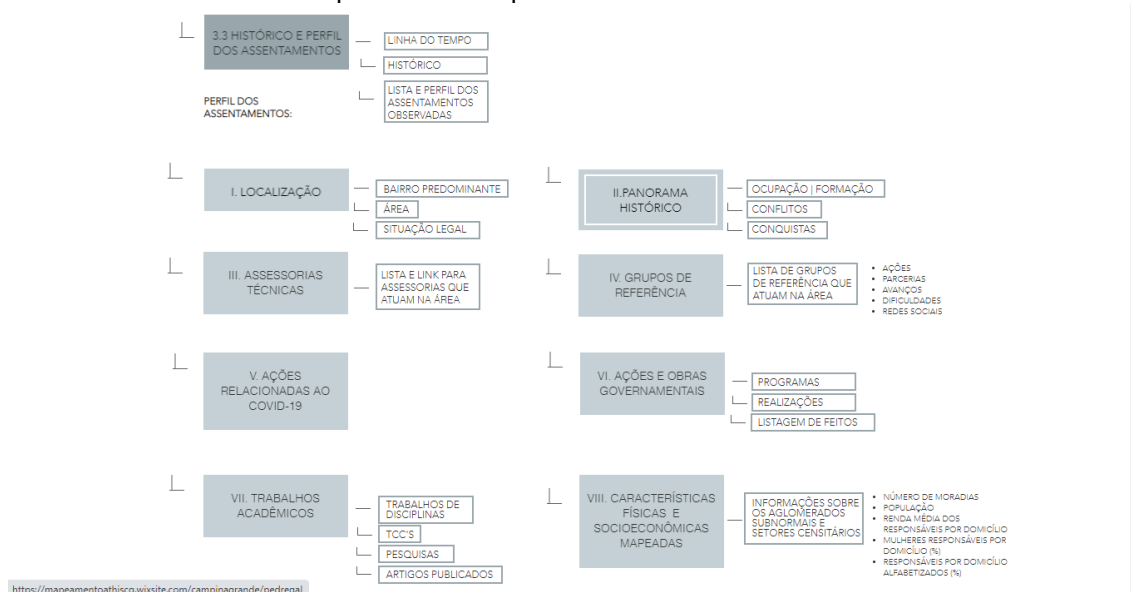 3.3 HISTÓRICO E PERFIL
DOS ASSENTAMENTOS
LINHA DO TEMPO
HISTÓRICO
LISTA E PERFIL DOS
ASSENTAMENTOS
OBSERVADAS
PERFIL DOS
ASSENTAMENTOS:
I. LOCALIZAÇÃO
BAIRRO PREDOMINANTE
ÁREA
SITUAÇÃO LEGAL
II.PANORAMA
HISTÓRICO
OCUPAÇÃO | FORMAÇÃO
CONFLITOS
CONQUISTAS
III. ASSESSORIAS
TÉCNICAS
LISTA E LINK PARA
ASSESSORIAS QUE
ATUAM NA ÁREA
IV. GRUPOS DE
REFERÊNCIA
LISTA DE GRUPOS
DE REFERÊNCIA QUE
ATUAM NA ÁREA
• AÇÕES
• PARCERIAS
• AVANÇOS
• DIFICULDADES
• REDES SOCIAIS
V. AÇÕES
RELACIONADAS AO
COVID-19
VI. AÇÕES E OBRAS
GOVERNAMENTAIS
PROGRAMAS
REALIZAÇÕES
LISTAGEM DE FEITOS
VII. TRABALHOS
ACADÊMICOS
TRABALHOS DE
DISCIPLINAS
TCC'S
PESQUISAS
ARTIGOS PUBLICADOS
VIII. CARACTERÍSTICAS
FÍSICAS E
SOCIOECONÔMICAS
MAPEADAS
INFORMAÇÕES SOBRE
OS AGLOMERADOS
SUBNORMAIS E
SETORES CENSITÁRIOS
• NÚMERO DE MORADIAS
• POPULAÇÃO
• RENDA MÉDIA DOS
RESPONSÁVEIS POR DOMICÍLIO
• MULHERES RESPONSÁVEIS POR
DOMICÍLIO (%)
• RESPONSÁVEIS POR DOMICÍLIO
ALFABETIZADOS (%)
https://mapeamentoathiscg.wixsite.com/campinagrande/pedregal